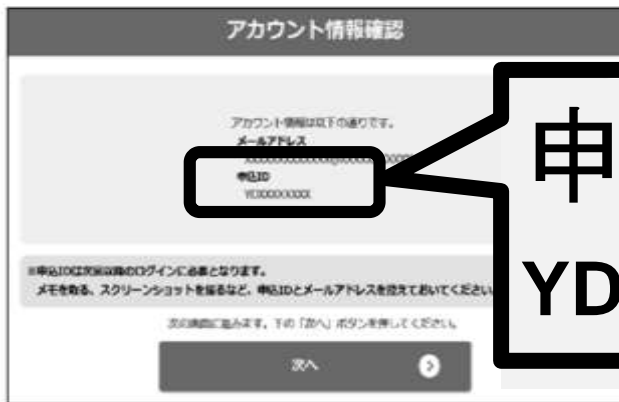 アカウント情報確認
アカウント情報は以下の通りです。
メールアドレス
申込ID
YDXXXXXXXX
申
YD
※申込IDは次回以降のログインに必要となります。
メモを取る、スクリーンショットを撮るなど、申込IDとメールアドレスを控えておいてください
次の画面に進みます。下の「次へ」ボタンを押してください。
次へ